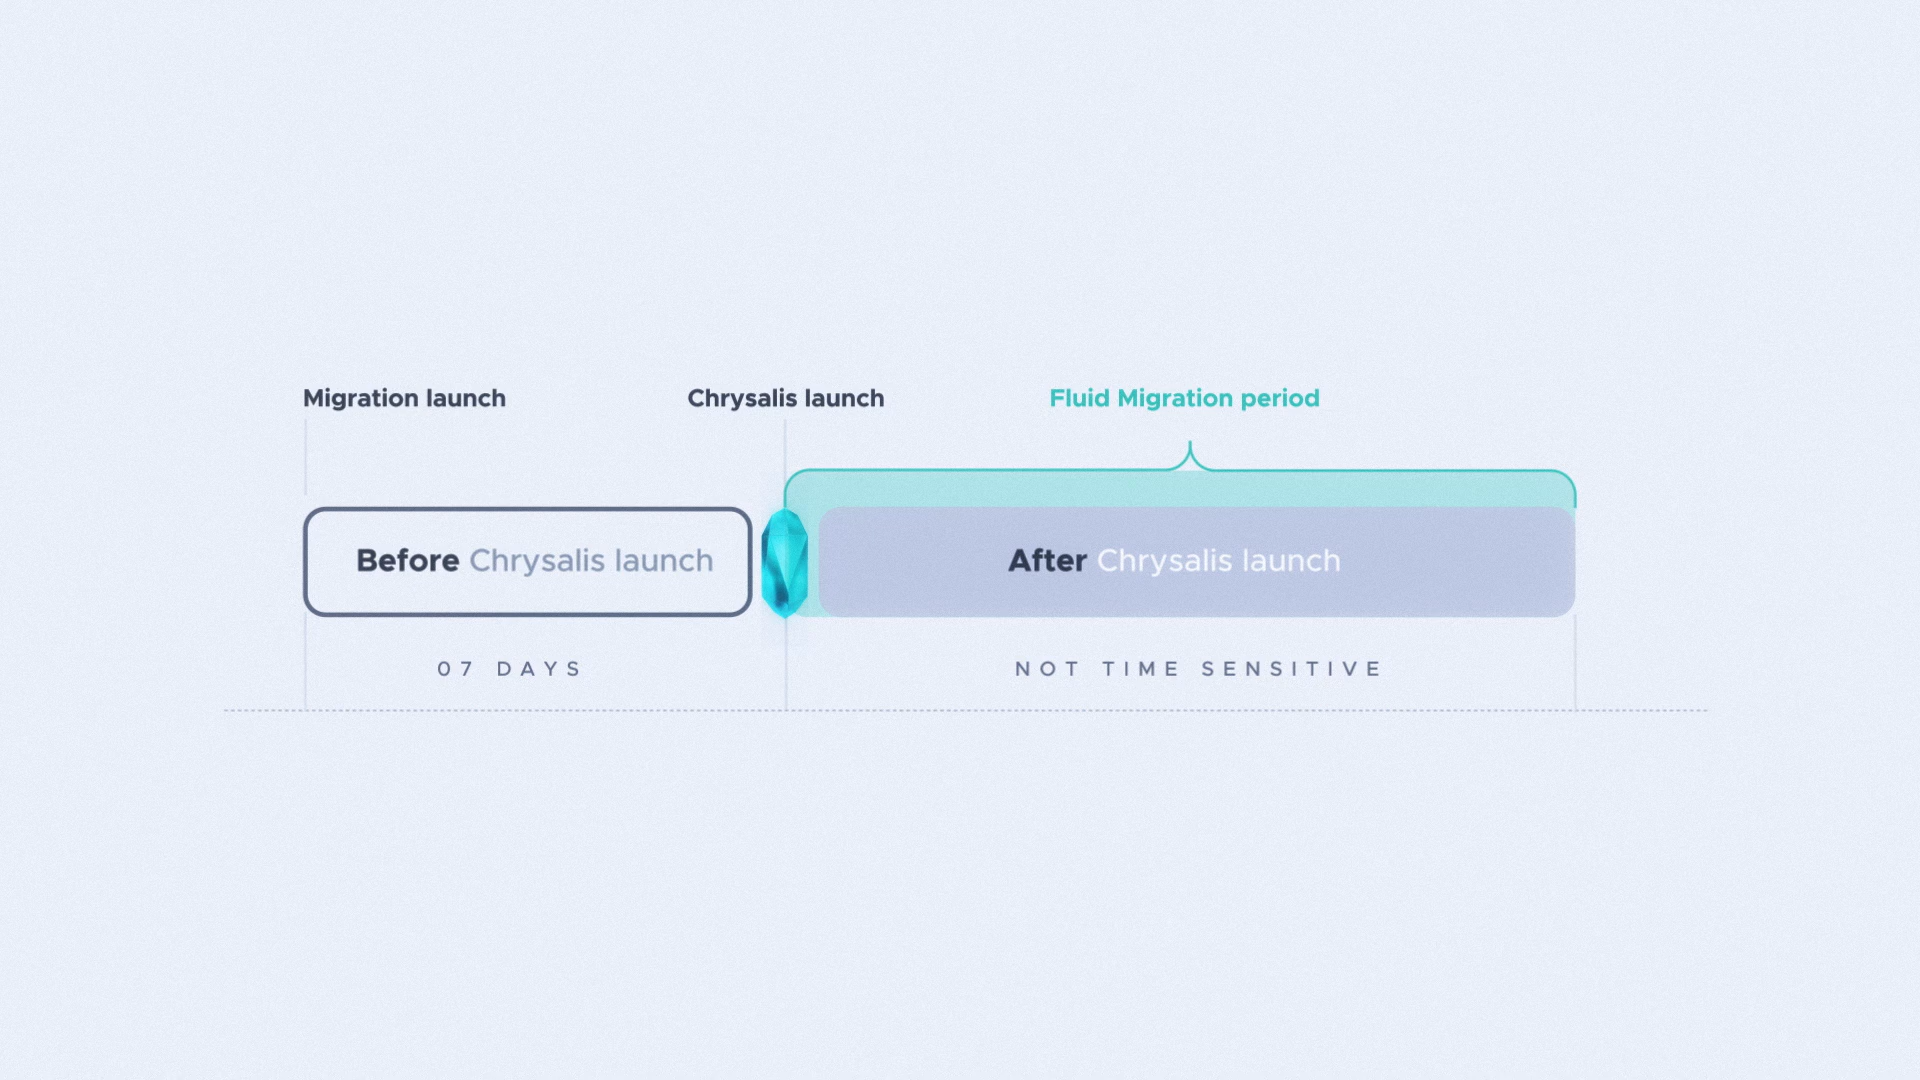 Migration launch
Chrysalis launch
Fluid Migration period
Before Chrysalis launch
After Chrysalis launch
07 DAYS
NOT TIME SENSITIVE